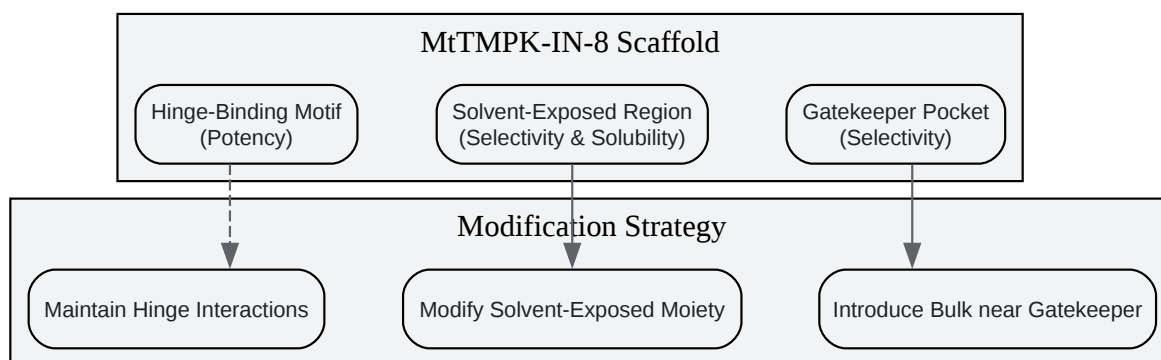 MtTMPK-IN-8 Scaffold
Hinge-Binding Motif
(Potency)
Solvent-Exposed Region
(Selectivity & Solubility)
Gatekeeper Pocket
(Selectivity)
Modification Strategy
Maintain Hinge Interactions
Modify Solvent-Exposed Moiety
Introduce Bulk near Gatekeeper